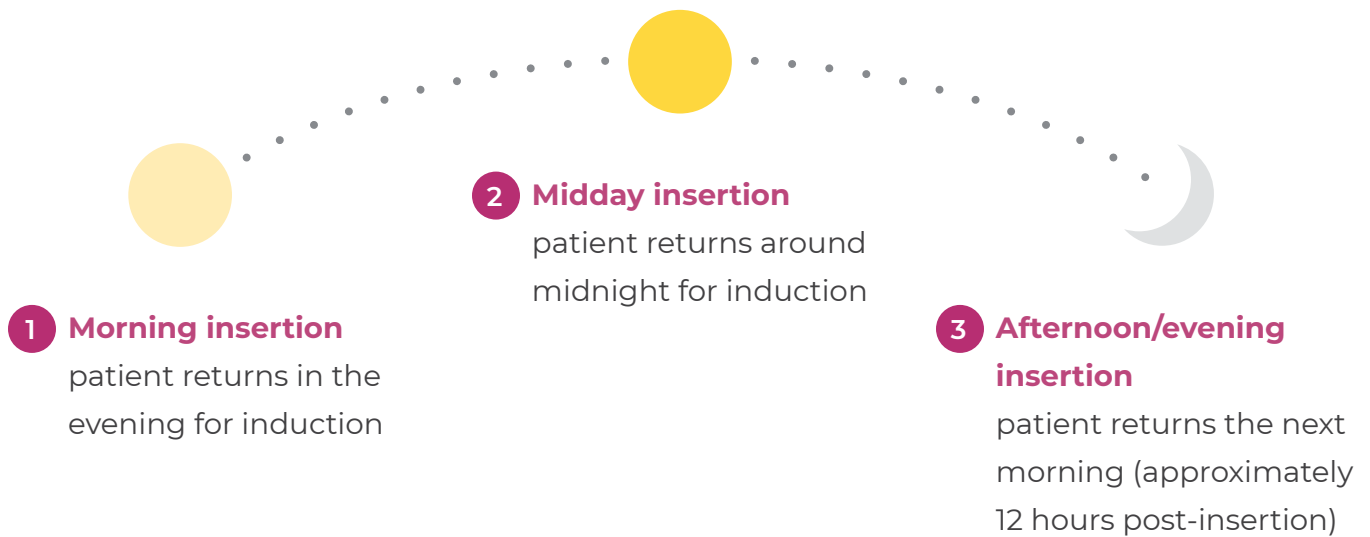 1 Morning insertion
patient returns in the
evening for induction
2 Midday insertion
patient returns around
midnight for induction
3 Afternoon/evening
insertion
patient returns the next
morning (approximately
12 hours post-insertion)